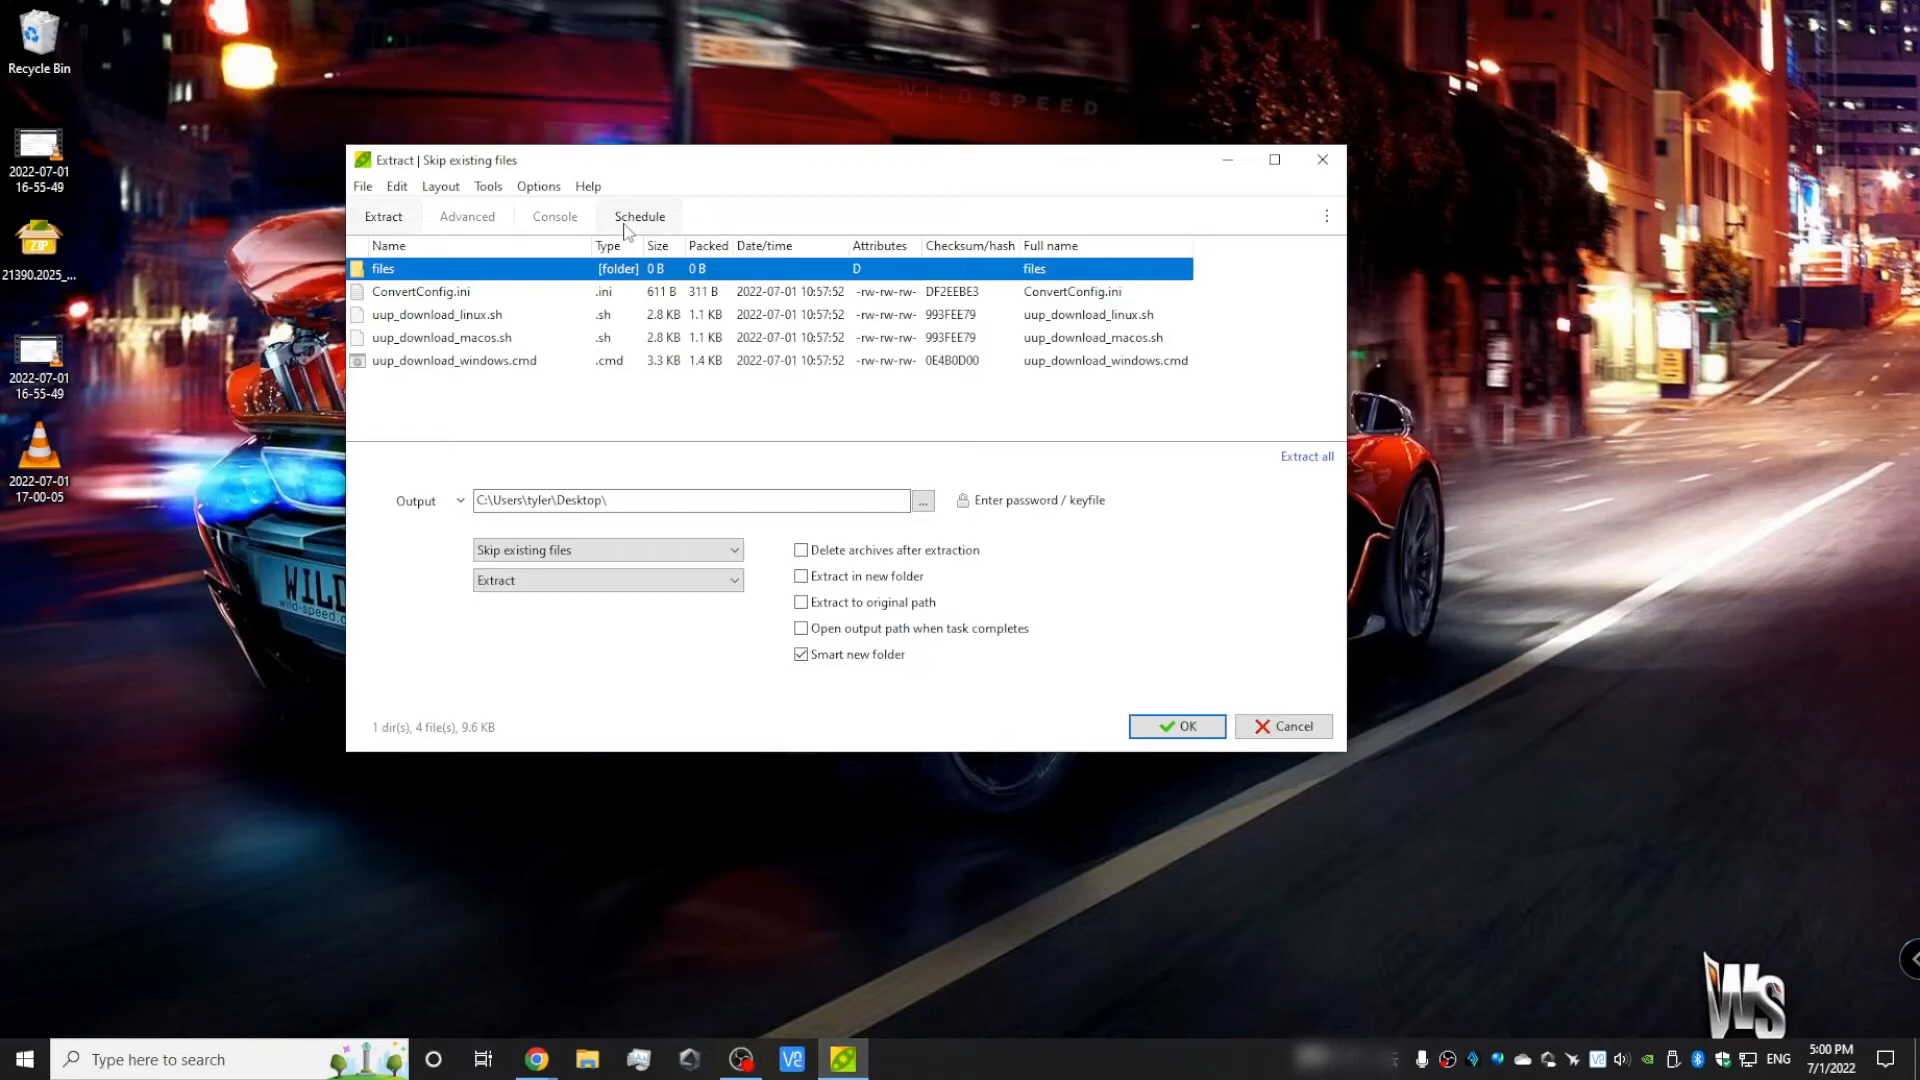 Recycle Bin
2022-07-01
16-55-49
ZIP
21390.2025_...
2022-07-01
16-55-49
2022-07-01
17-00-05
WILD SPEED
WILD
wild-speed.
Extract | Skip existing files
File Edit Layout Tools Options Help
Extract Advanced Console Schedule
Name Type Size Packed Date/time Attributes Checksum/hash Full name
files [folder] 0 B 0 B D files
ConvertConfig.ini .ini 611 B 311 B 2022-07-01 10:57:52 -rw-rw-rw- DF2EEBE3 ConvertConfig.ini
uup_download_linux.sh .sh 2.8 KB 1.1 KB 2022-07-01 10:57:52 -rw-rw-rw- 993FEE79 uup_download_linux.sh
uup_download_macos.sh .sh 2.8 KB 1.1 KB 2022-07-01 10:57:52 -rw-rw-rw- 993FEE79 uup_download_macos.sh
uup_download_windows.cmd .cmd 3.3 KB 1.4 KB 2022-07-01 10:57:52 -rw-rw-rw- 0E4B0D00 uup_download_windows.cmd
Extract all
Output C:\Users\tyler\Desktop\ ... Enter password / keyfile
Skip existing files
Extract
Delete archives after extraction
Extract in new folder
Extract to original path
Open output path when task completes
Smart new folder
1 dir(s), 4 file(s), 9.6 KB
OK Cancel
WS
Type here to search
ENG
5:00 PM
7/1/2022